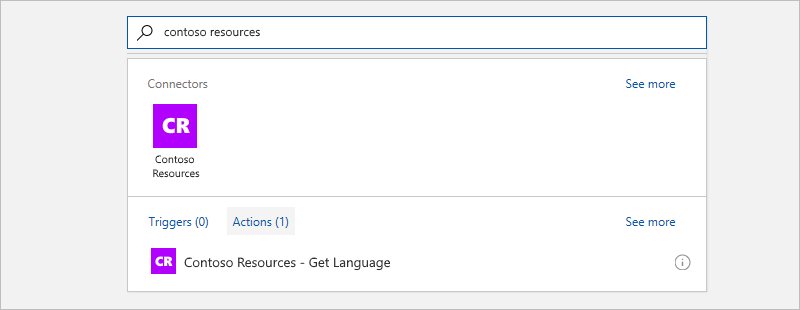 contoso resources
Connectors See more
CR
Contoso
Resources
Triggers (0) Actions (1) See more
CR Contoso Resources - Get Language